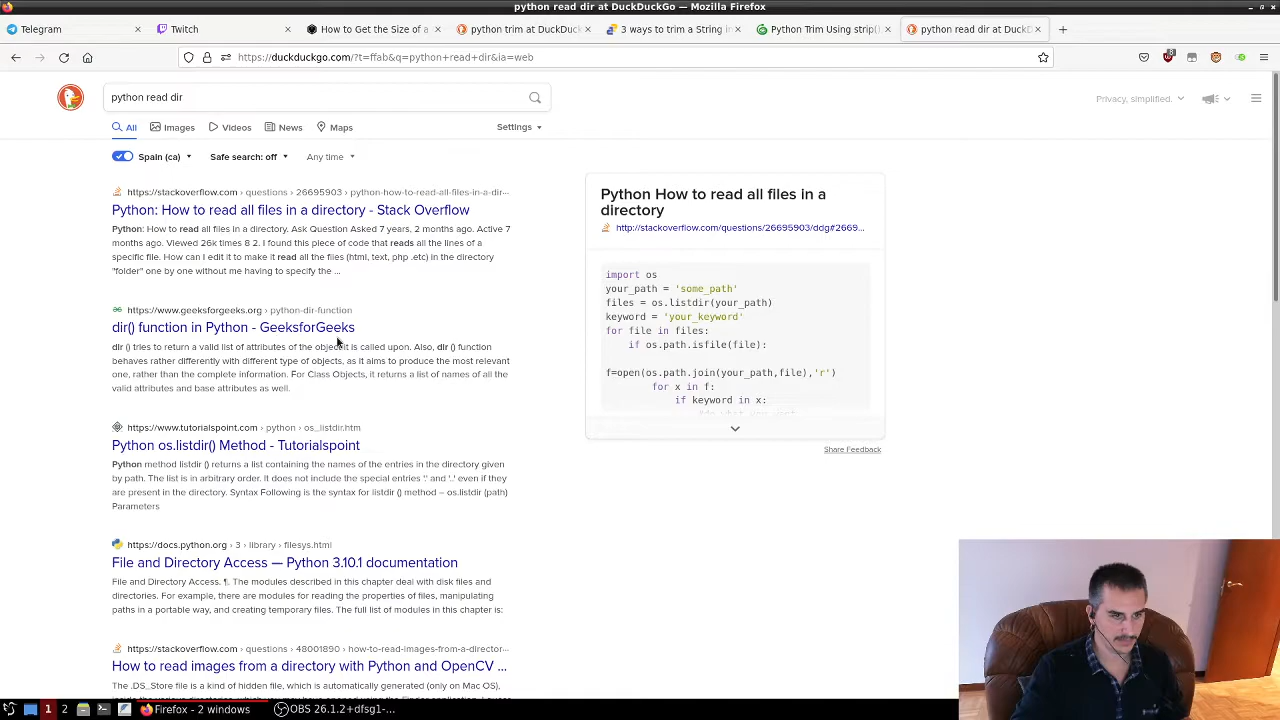 python read dir at DuckDuckGo — Mozilla Firefox
Telegram
Twitch
How to Get the Size of a
python trim at DuckDu
3 ways to trim a String in
Python Trim Using strip()
python read dir at DuckD
https://duckduckgo.com/?t=ffab&q=python+read+dir&ia=web
python read dir
Privacy, simplified.
All
Images
Videos
News
Maps
Settings
Spain (ca)
Safe search: off
Any time
https://stackoverflow.com › questions › 26695903 › python-how-to-read-all-files-in-a-dir...
Python: How to read all files in a directory - Stack Overflow
Python: How to read all files in a directory. Ask Question Asked 7 years, 2 months ago. Active 7
months ago. Viewed 26k times 8 2. I found this piece of code that reads all the lines of a
specific file. How can I edit it to make it read all the files (html, text, php .etc) in the directory
"folder" one by one without me having to specify the ...
Python How to read all files in a
directory
http://stackoverflow.com/questions/26695903/ddg#2669...
import os
your_path = 'some_path'
files = os.listdir(your_path)
keyword = 'your_keyword'
for file in files:
if os.path.isfile(file):
f=open(os.path.join(your_path,file),'r')
for x in f:
if keyword in x:
Share Feedback
https://www.geeksforgeeks.org › python-dir-function
dir() function in Python - GeeksforGeeks
dir () tries to return a valid list of attributes of the object it is called upon. Also, dir () function
behaves rather differently with different type of objects, as it aims to produce the most relevant
one, rather than the complete information. For Class Objects, it returns a list of names of all the
valid attributes and base attributes as well.
https://www.tutorialspoint.com › python › os_listdir.htm
Python os.listdir() Method - Tutorialspoint
Python method listdir () returns a list containing the names of the entries in the directory given
by path. The list is in arbitrary order. It does not include the special entries '.' and '..' even if they
are present in the directory. Syntax Following is the syntax for listdir () method − os.listdir (path)
Parameters
https://docs.python.org › 3 › library › filesys.html
File and Directory Access — Python 3.10.1 documentation
File and Directory Access. ¶. The modules described in this chapter deal with disk files and
directories. For example, there are modules for reading the properties of files, manipulating
paths in a portable way, and creating temporary files. The full list of modules in this chapter is:
https://stackoverflow.com › questions › 48001890 › how-to-read-images-from-a-director...
How to read images from a directory with Python and OpenCV ...
The .DS_Store file is a kind of hidden file, which is automatically generated (only on Mac OS),
1
2
Firefox - 2 windows
OBS 26.1.2+dfsg1-...